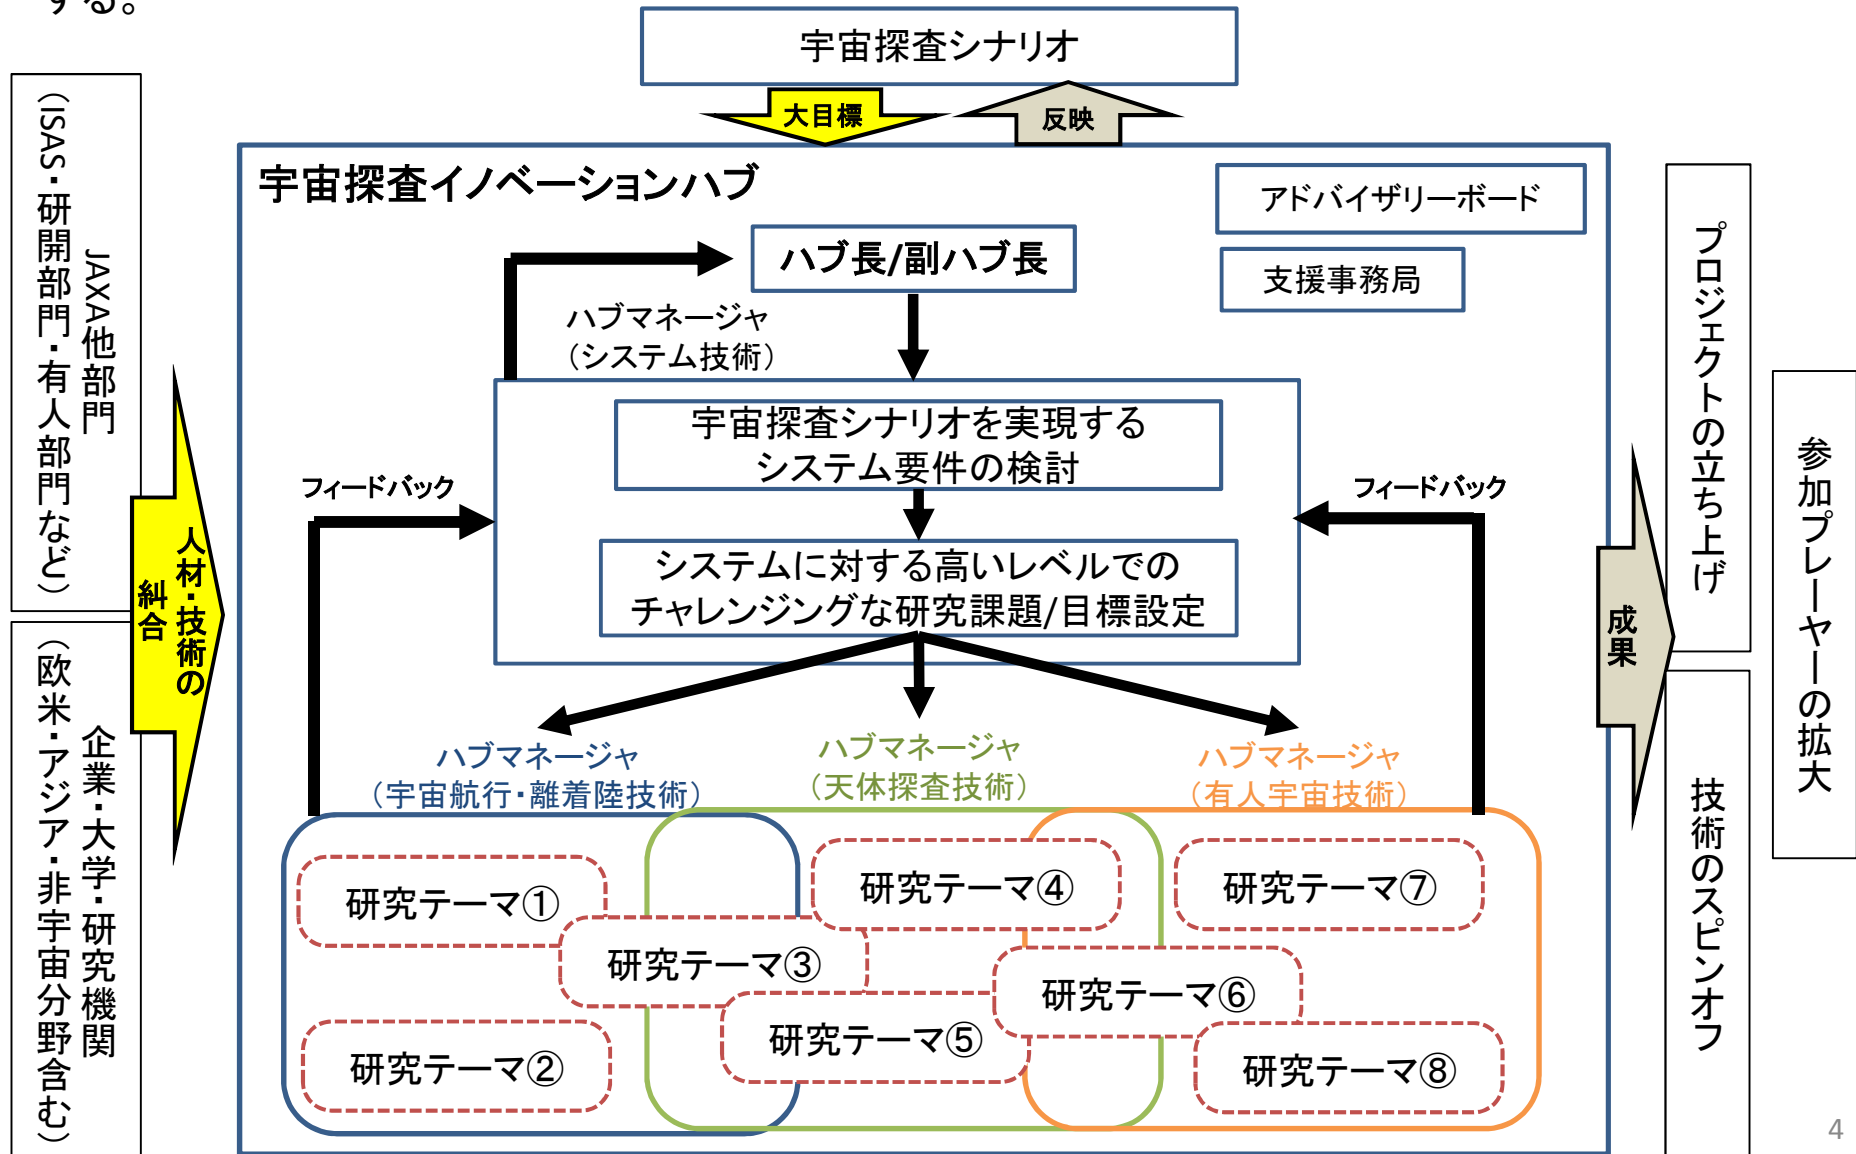 する。
宇宙探査シナリオ
大目標
反映
宇宙探査イノベーションハブ
アドバイザリーボード
支援事務局
ハブ長/副ハブ長
ハブマネージャ
（システム技術）
宇宙探査シナリオを実現する
システム要件の検討
システムに対する高いレベルでの
チャレンジングな研究課題/目標設定
フィードバック
フィードバック
JAXA他部門
（ISAS・研開部門・有人部門など）
企業・大学・研究機関
（欧米・アジア・非宇宙分野含む）
人材・技術の
糾合
ハブマネージャ
（宇宙航行・離着陸技術）
ハブマネージャ
（天体探査技術）
ハブマネージャ
（有人宇宙技術）
研究テーマ①
研究テーマ②
研究テーマ③
研究テーマ④
研究テーマ⑤
研究テーマ⑥
研究テーマ⑦
研究テーマ⑧
成果
プロジェクトの立ち上げ
技術のスピンオフ
参加プレーヤーの拡大
4